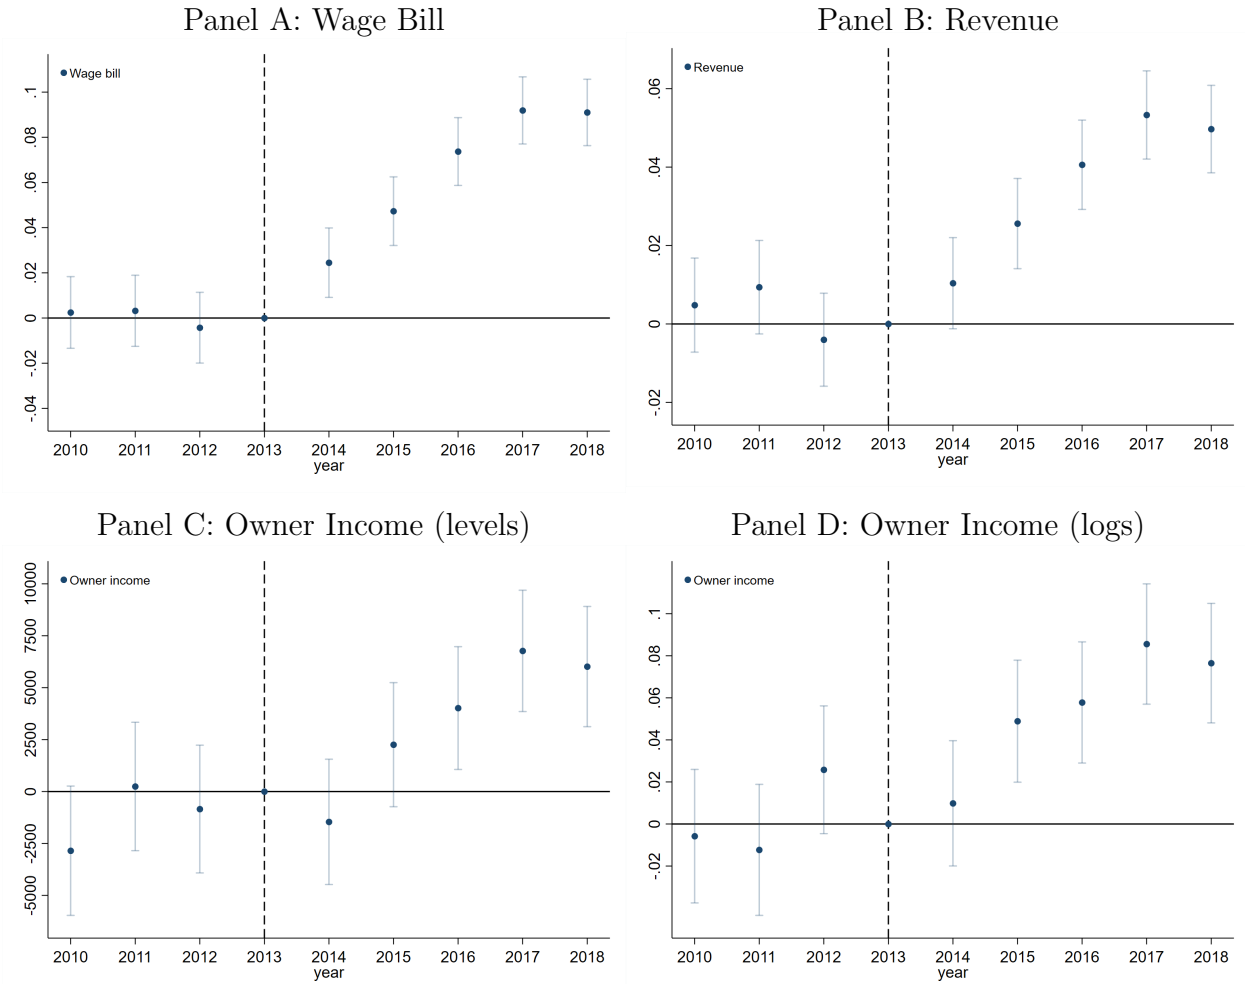 Panel A: Wage Bill
Wage bill
.1
.08
.06
.04
.02
0
-.02
-.04
2010 2011 2012 2013 2014 2015 2016 2017 2018
year
Panel B: Revenue
Revenue
.06
.04
.02
0
-.02
2010 2011 2012 2013 2014 2015 2016 2017 2018
year
Panel C: Owner Income (levels)
Owner income
10000
7500
5000
2500
0
-2500
-5000
2010 2011 2012 2013 2014 2015 2016 2017 2018
year
Panel D: Owner Income (logs)
Owner income
.1
.08
.06
.04
.02
0
-.02
2010 2011 2012 2013 2014 2015 2016 2017 2018
year